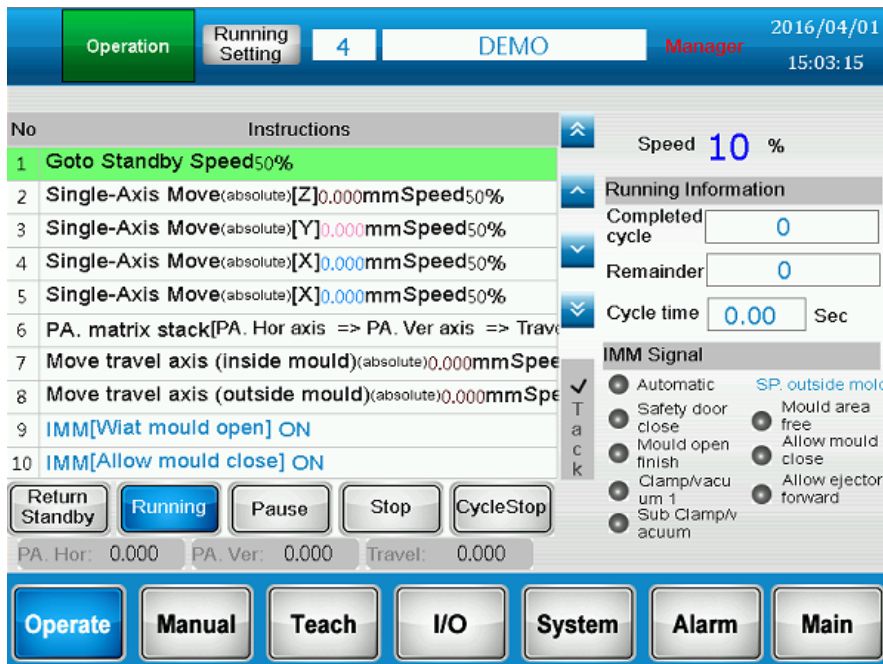 Operation
Running Setting
4
DEMO
Manager
2016/04/01
15:03:15
No Instructions
1 Goto Standby Speed50%
2 Single-Axis Move(absolute)[Z]0.000mmSpeed50%
3 Single-Axis Move(absolute)[Y]0.000mmSpeed50%
4 Single-Axis Move(absolute)[X]0.000mmSpeed50%
5 Single-Axis Move(absolute)[X]0.000mmSpeed50%
6 PA. matrix stack[PA. Hor axis => PA. Ver axis => Trave
7 Move travel axis (inside mould)(absolute)0.000mmSpee
8 Move travel axis (outside mould)(absolute)0.000mmSpe
9 IMM[Wiat mould open] ON
10 IMM[Allow mould close] ON
Tack
Speed 10 %
Running Information
Completed cycle 0
Remainder 0
Cycle time 0.00 Sec
IMM Signal
Automatic SP. outside mold
Safety door close
Mould area free
Mould open finish
Allow mould close
Clamp/vacu
um 1
Allow ejector forward
Sub Clamp/v
acuum
Return Standby
Running
Pause
Stop
CycleStop
PA. Hor: 0.000 PA. Ver: 0.000 Travel: 0.000
Operate
Manual
Teach
I/O
System
Alarm
Main